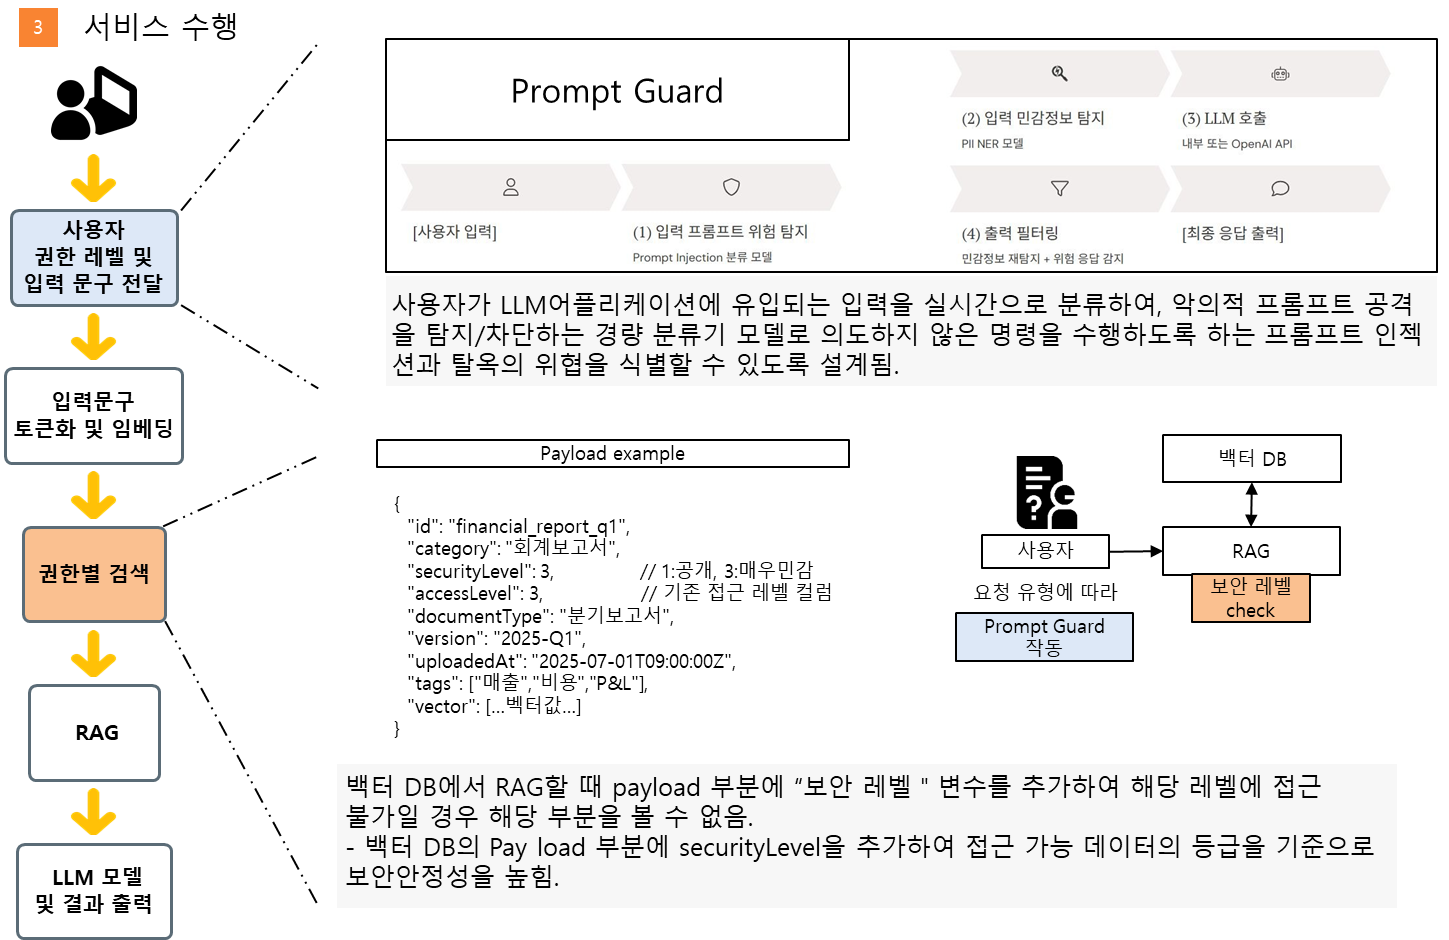 3 서비스 수행
사용자
권한 레벨 및
입력 문구 전달
입력문구
토큰화 및 임베딩
권한별 검색
RAG
LLM 모델
및 결과 출력
Prompt Guard
[사용자 입력]
(1) 입력 프롬프트 위험 탐지
Prompt Injection 분류 모델
(2) 입력 민감정보 탐지
PII NER 모델
(3) LLM 호출
내부 또는 OpenAI API
(4) 출력 필터링
민감정보 재탐지 + 위험 응답 감지
[최종 응답 출력]
사용자가 LLM어플리케이션에 유입되는 입력을 실시간으로 분류하여, 악의적 프롬프트 공격
을 탐지/차단하는 경량 분류기 모델로 의도하지 않은 명령을 수행하도록 하는 프롬프트 인젝
션과 탈옥의 위협을 식별할 수 있도록 설계됨.
Payload example
{
"id": "financial_report_q1",
"category": "회계보고서",
"securityLevel": 3, // 1:공개, 3:매우민감
"accessLevel": 3, // 기존 접근 레벨 컬럼
"documentType": "분기보고서",
"version": "2025-Q1",
"uploadedAt": "2025-07-01T09:00:00Z",
"tags": ["매출","비용","P&L"],
"vector": [...벡터값...]
}
백터 DB
사용자
RAG
보안 레벨
check
요청 유형에 따라
Prompt Guard
작동
백터 DB에서 RAG할 때 payload 부분에 “보안 레벨 " 변수를 추가하여 해당 레벨에 접근
불가일 경우 해당 부분을 볼 수 없음.
- 백터 DB의 Pay load 부분에 securityLevel을 추가하여 접근 가능 데이터의 등급을 기준으로
보안안정성을 높힘.